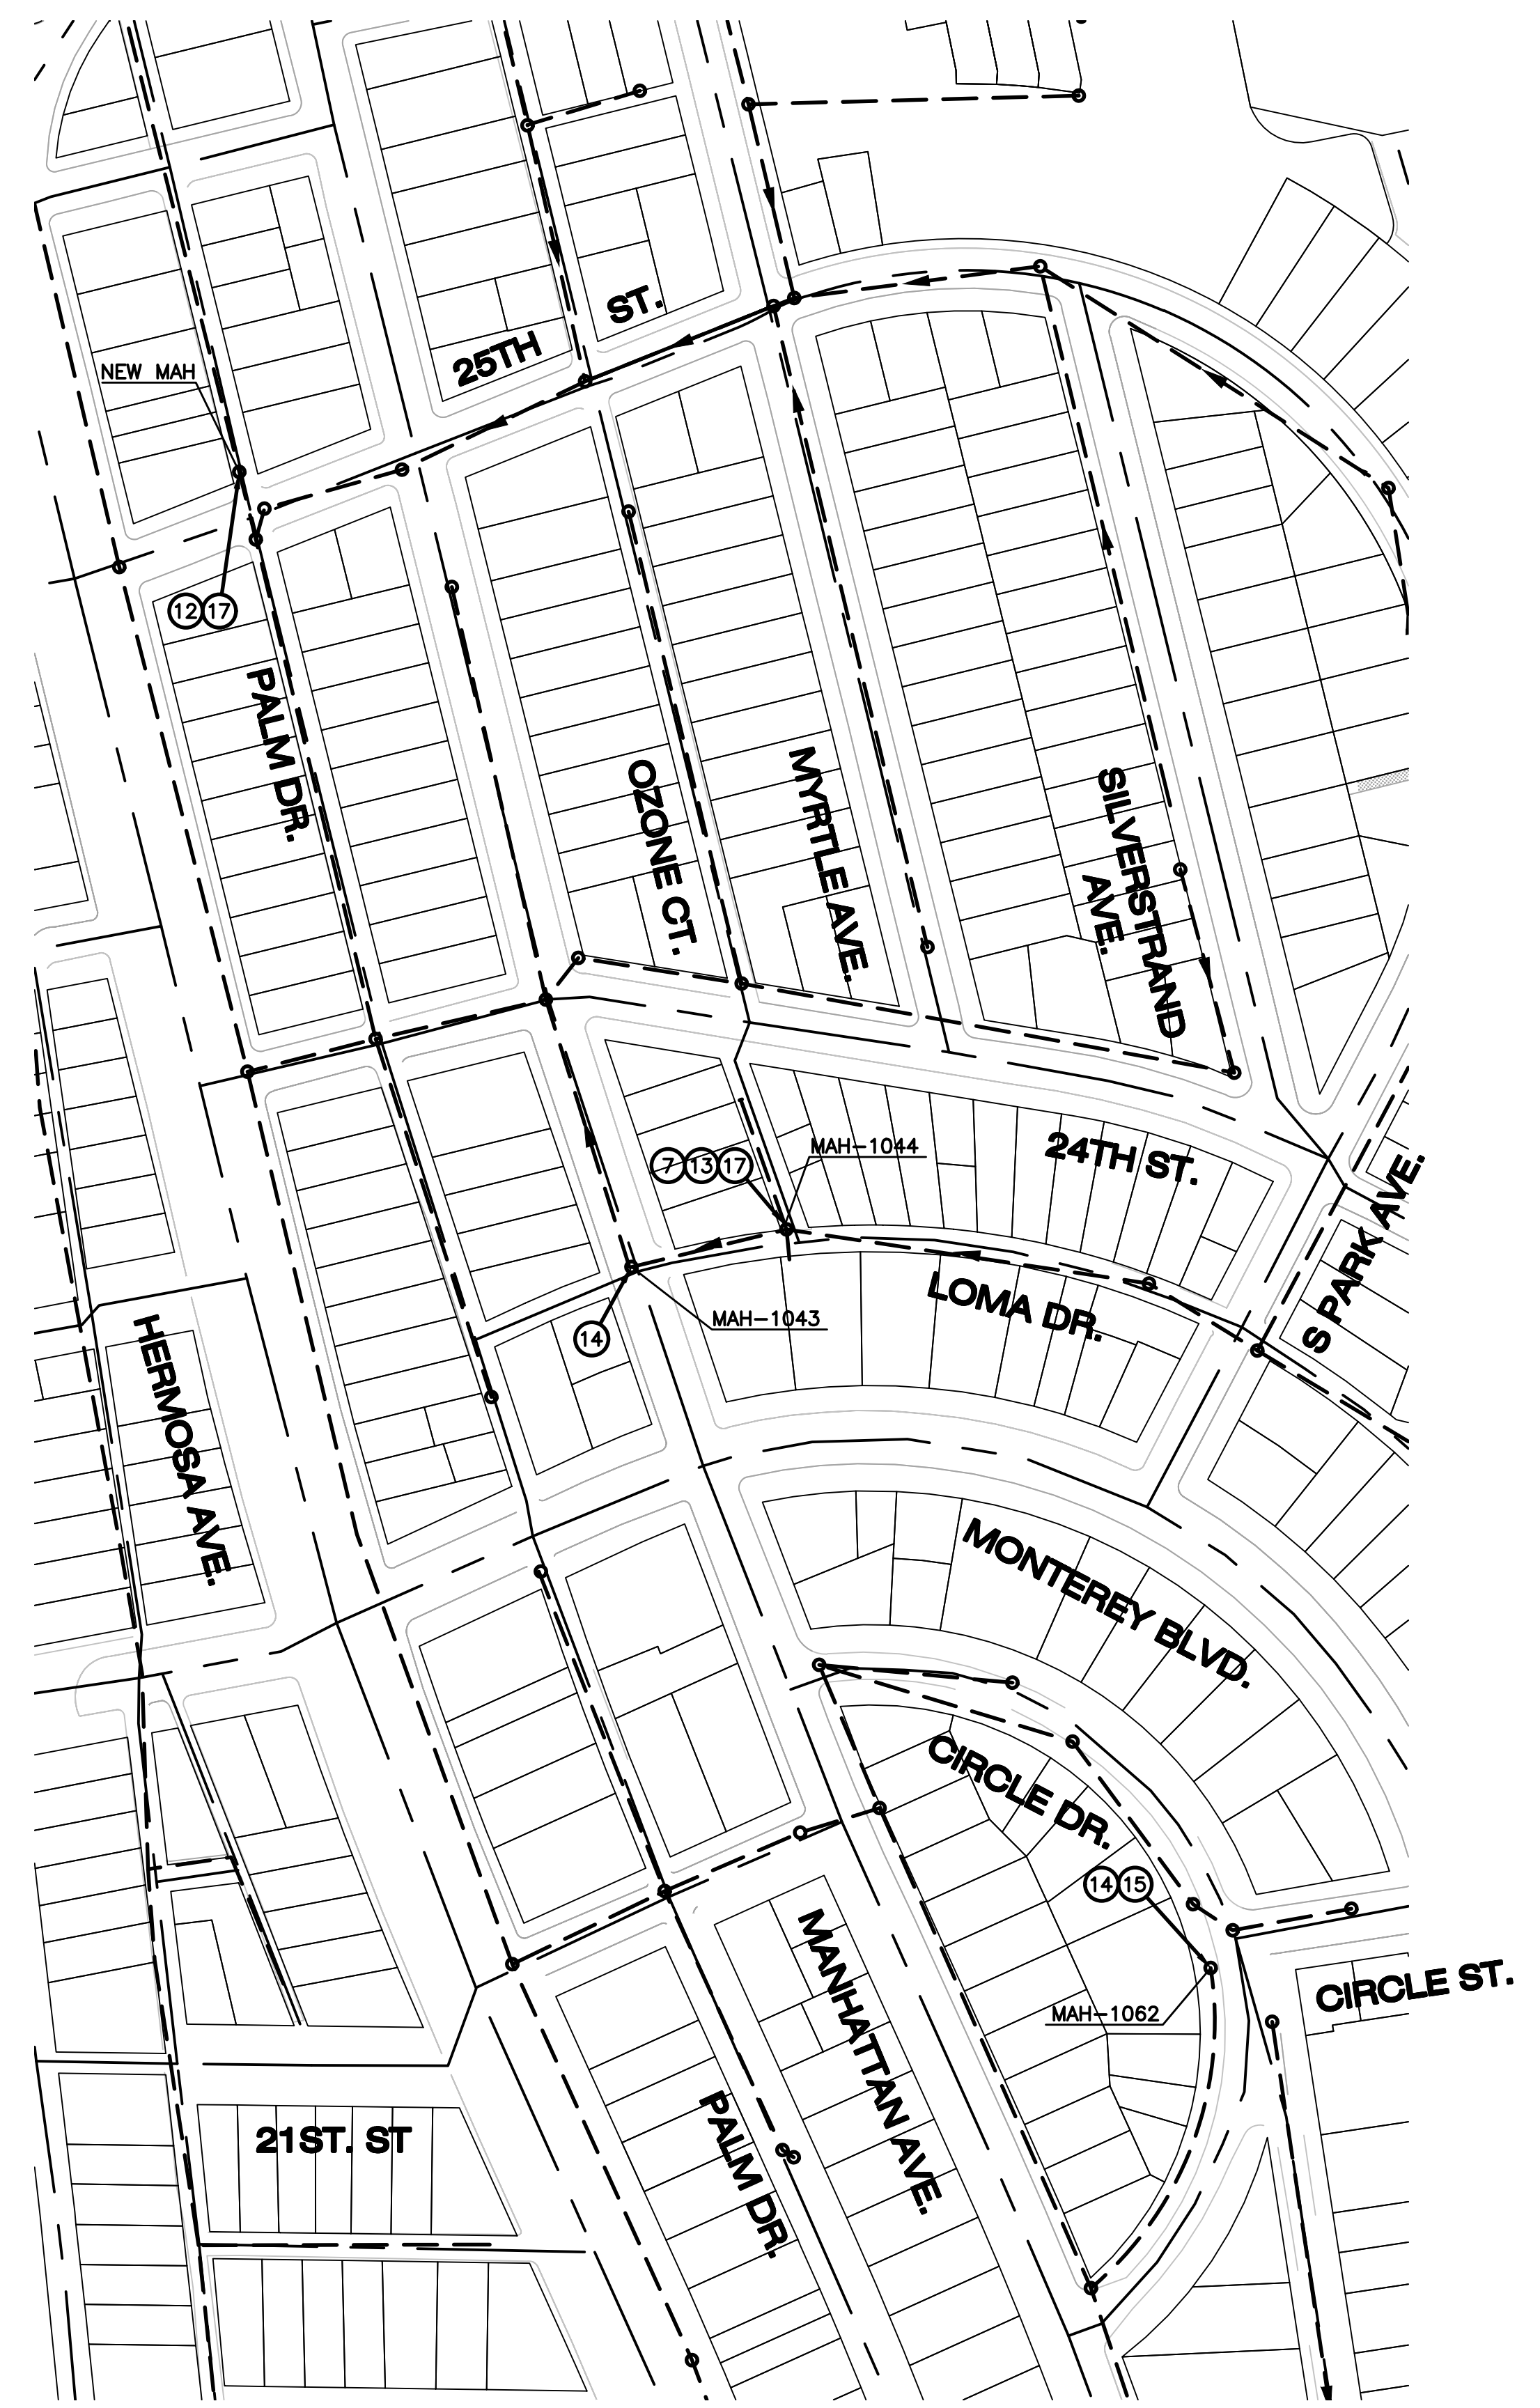 25TH ST.
NEW MAH
12 17
PALM DR.
OZONE CT.
MYRTLE AVE.
SILVERSTRAND
AVE.
7 13 17
MAH-1044
24TH ST.
S PARK AVE.
LOMA DR.
MAH-1043
14
HERMOSA AVE.
MONTEREY BLVD.
CIRCLE DR.
14 15
MANHATTAN AVE.
CIRCLE ST.
MAH-1062
PALM DR.
21ST. ST